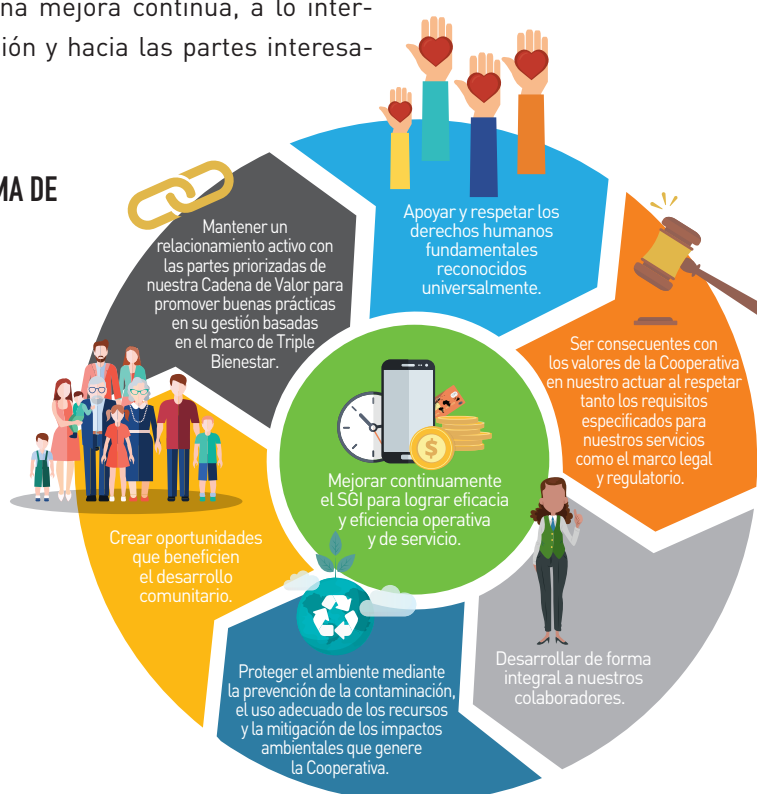 na mejora continua, a lo inter-
ión y hacia las partes interesa-
MA DE
Mantener un
relacionamiento activo con
las partes priorizadas de
nuestra Cadena de Valor para
promover buenas prácticas
en su gestión basadas
en el marco de Triple
Bienestar.
Apoyar y respetar los
derechos humanos
fundamentales
reconocidos
universalmente.
Ser consecuentes con
los valores de la Cooperativa
en nuestro actuar al respetar
tanto los requisitos
especificados para
nuestros servicios
como el marco legal
y regulatorio.
$
Mejorar continuamente
el SGI para lograr eficacia
y eficiencia operativa
y de servicio.
Crear oportunidades
que beneficien
el desarrollo
comunitario.
Proteger el ambiente mediante
la prevención de la contaminación,
el uso adecuado de los recursos
y la mitigación de los impactos
ambientales que genere
la Cooperativa.
Desarrollar de forma
integral a nuestros
colaboradores.